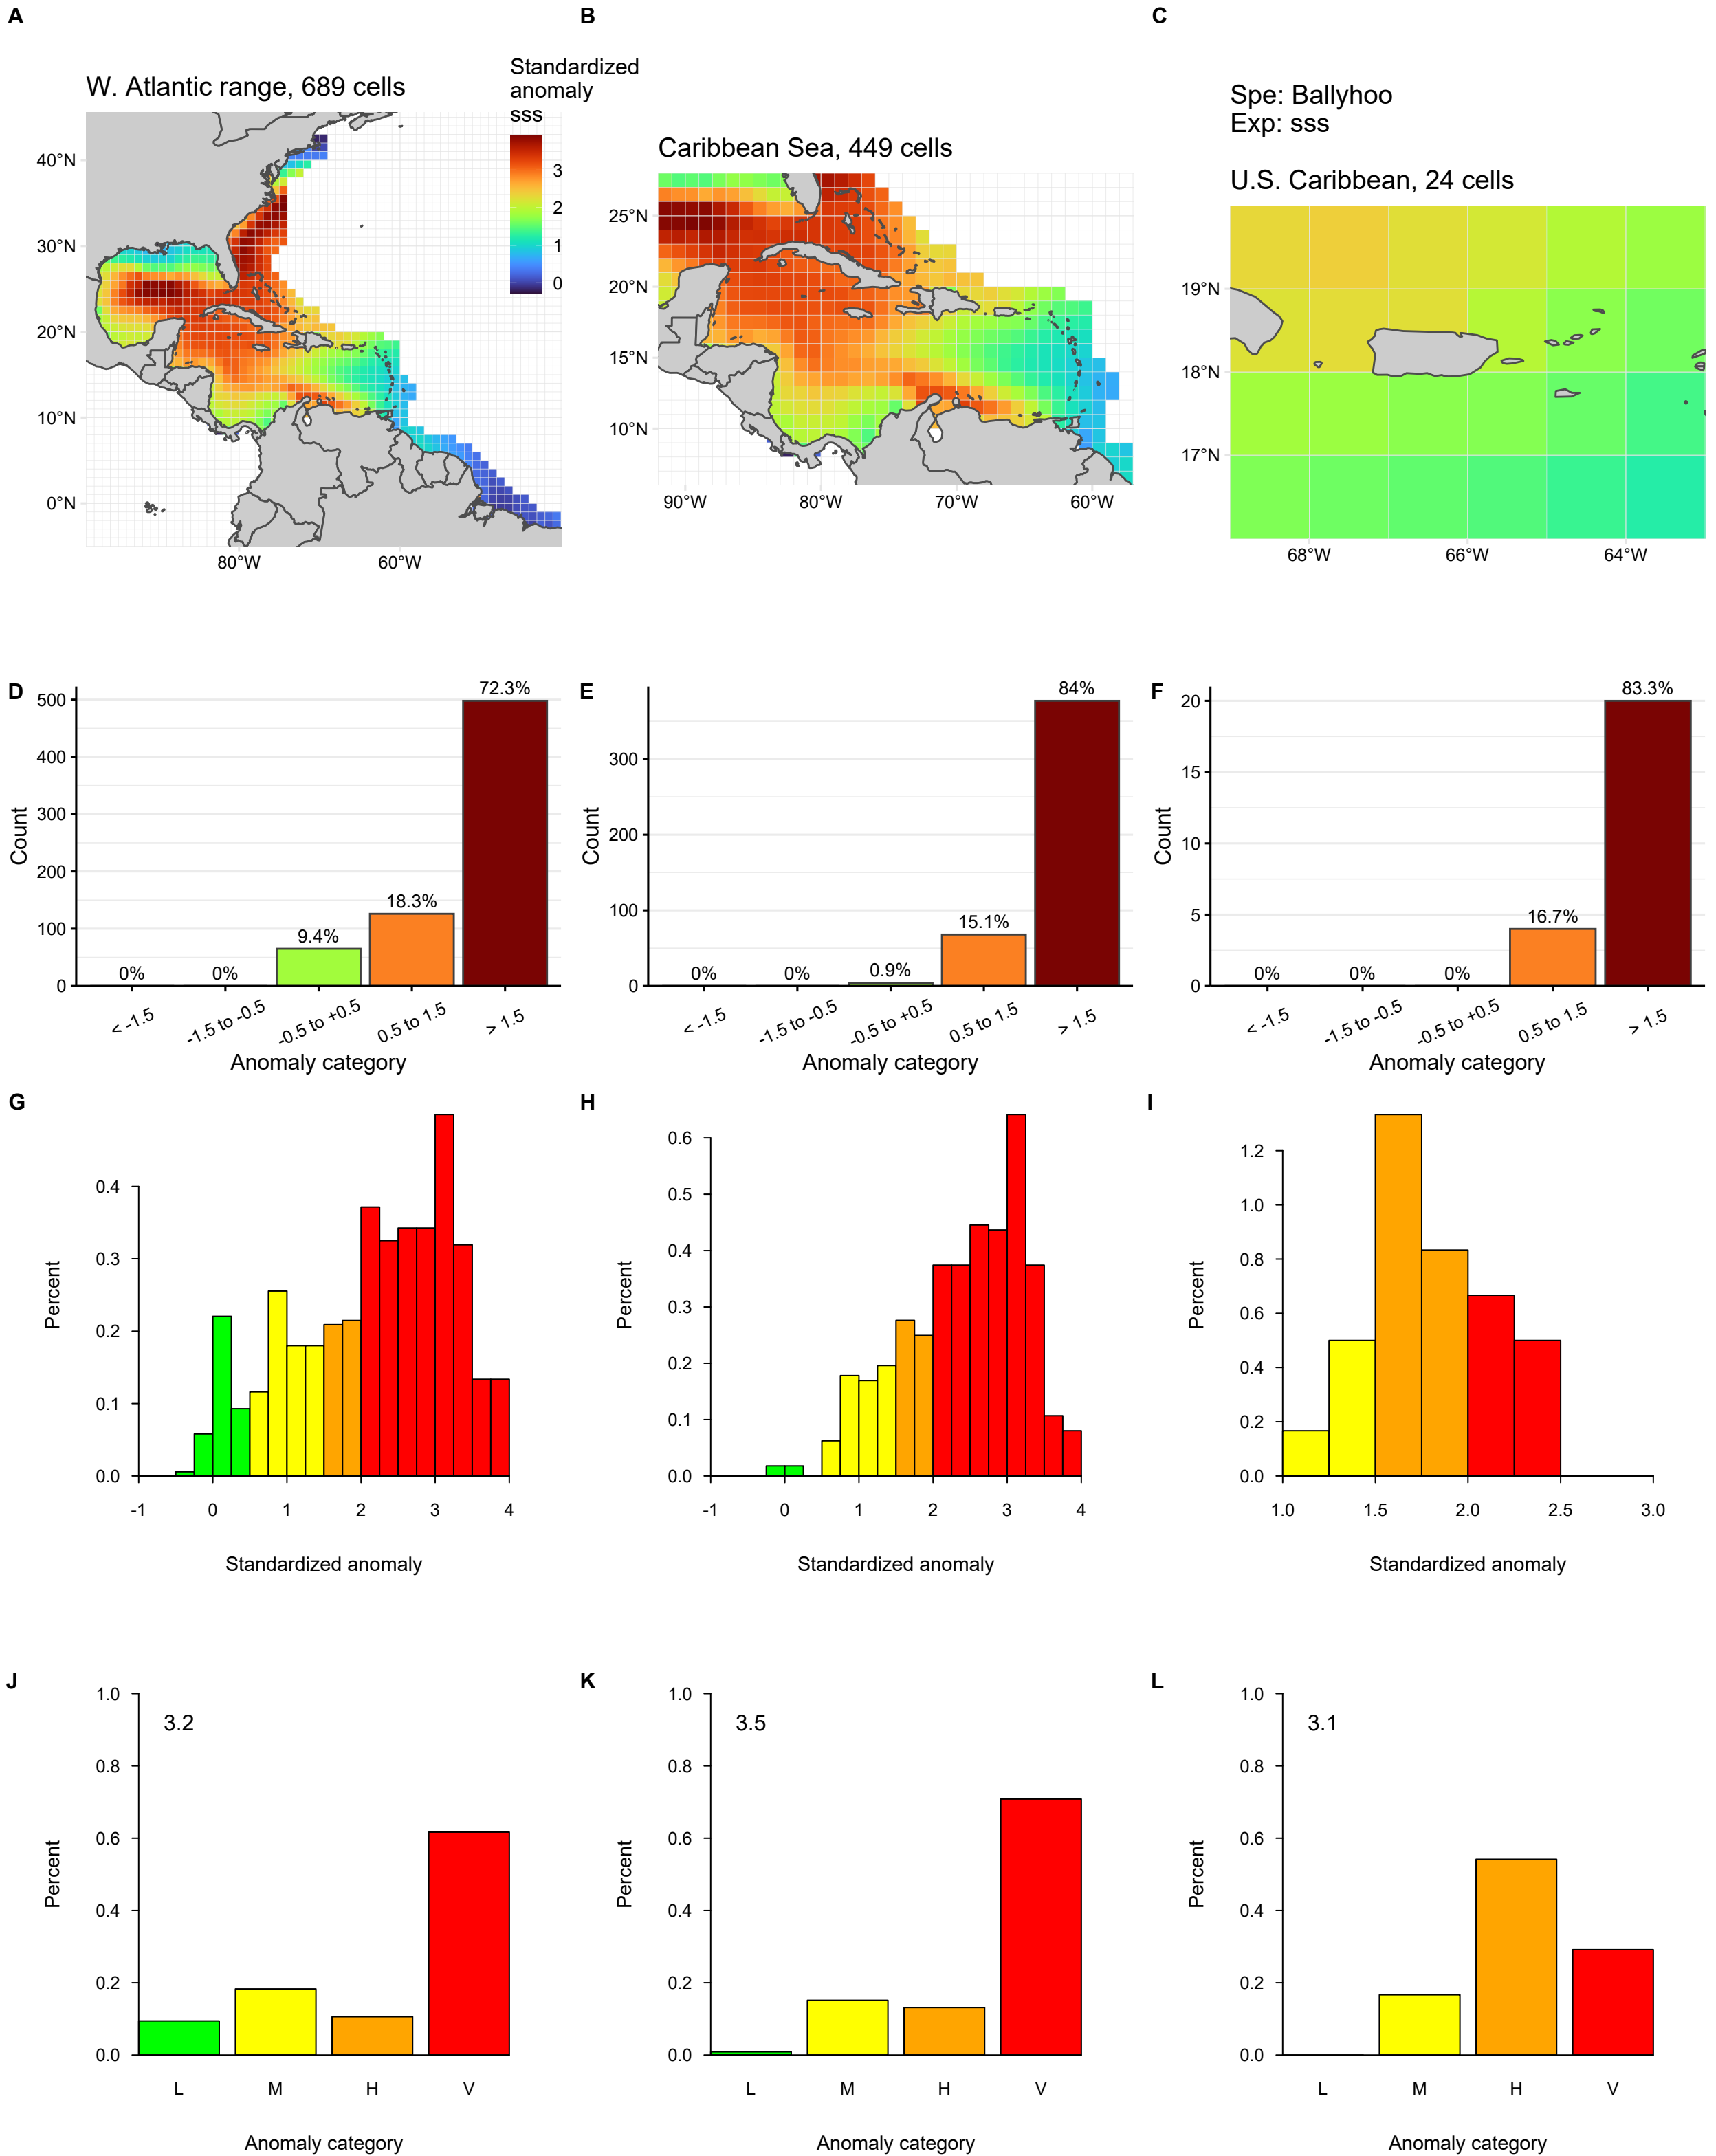 A
B
C
W. Atlantic range, 689 cells
Standardized
anomaly
sss
3
2
1
0
40°N
30°N
20°N
10°N
0°N
80°W
60°W
Caribbean Sea, 449 cells
25°N
20°N
15°N
10°N
90°W
80°W
70°W
60°W
Spe: Ballyhoo
Exp: sss
U.S. Caribbean, 24 cells
19°N
18°N
17°N
68°W
66°W
64°W
D
Count
500
400
300
200
100
0
0%
0%
9.4%
18.3%
72.3%
< -1.5
-1.5 to -0.5
-0.5 to +0.5
0.5 to 1.5
> 1.5
Anomaly category
E
Count
300
200
100
0
0%
0%
0.9%
15.1%
84%
< -1.5
-1.5 to -0.5
-0.5 to +0.5
0.5 to 1.5
> 1.5
Anomaly category
F
Count
20
15
10
5
0
0%
0%
0%
16.7%
83.3%
< -1.5
-1.5 to -0.5
-0.5 to +0.5
0.5 to 1.5
> 1.5
Anomaly category
G
Percent
0.4
0.3
0.2
0.1
0.0
-1 0 1 2 3 4
Standardized anomaly
H
Percent
0.6
0.5
0.4
0.3
0.2
0.1
0.0
-1 0 1 2 3 4
Standardized anomaly
I
Percent
1.2
1.0
0.8
0.6
0.4
0.2
0.0
1.0 1.5 2.0 2.5 3.0
Standardized anomaly
J
3.2
Percent
1.0
0.8
0.6
0.4
0.2
0.0
L M H V
Anomaly category
K
3.5
Percent
1.0
0.8
0.6
0.4
0.2
0.0
L M H V
Anomaly category
L
3.1
Percent
1.0
0.8
0.6
0.4
0.2
0.0
L M H V
Anomaly category